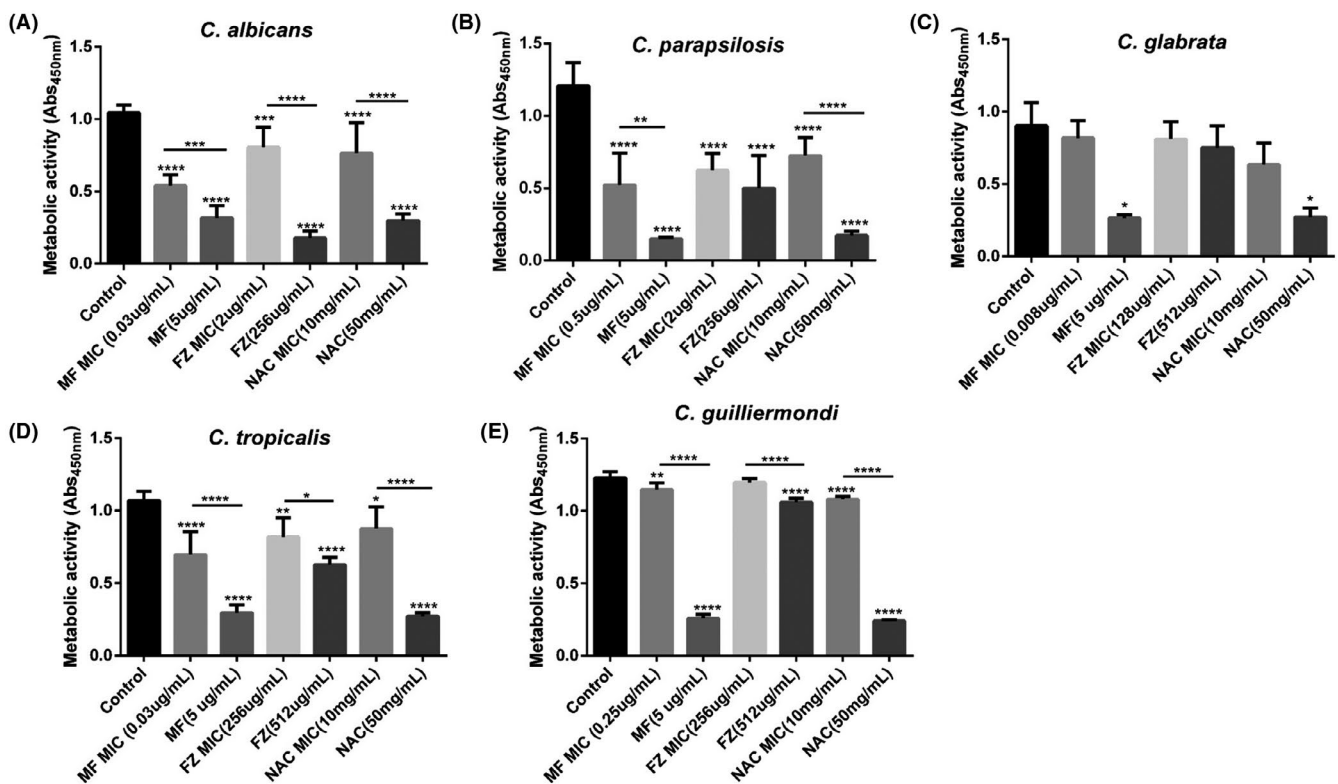 (A)
C. albicans
Metabolic activity (Abs450nm)
1.5
1.0
0.5
0.0
****
***
****
***
****
****
****
****
****
Control
MF MIC (0.03ug/mL)
MF(5ug/mL)
FZ MIC(2ug/mL)
FZ(256ug/mL)
NAC MIC(10mg/mL)
NAC(50mg/mL)
(B)
C. parapsilosis
Metabolic activity (Abs450nm)
1.5
1.0
0.5
0.0
****
**
****
****
****
****
****
****
Control
MF MIC (0.5ug/mL)
MF(5ug/mL)
FZ MIC(2ug/mL)
FZ(256ug/mL)
NAC MIC(10mg/mL)
NAC(50mg/mL)
(C)
C. glabrata
Metabolic activity (Abs450nm)
1.5
1.0
0.5
0.0
*
*
Control
MF MIC (0.008ug/mL)
MF(5 ug/mL)
FZ MIC(128ug/mL)
FZ(512ug/mL)
NAC MIC(10mg/mL)
NAC(50mg/mL)
(D)
C. tropicalis
Metabolic activity (Abs450nm)
1.5
1.0
0.5
0.0
****
****
****
**
*
****
*
****
****
Control
MF MIC (0.03ug/mL)
MF(5 ug/mL)
FZ MIC(256ug/mL)
FZ(512ug/mL)
NAC MIC(10mg/mL)
NAC(50mg/mL)
(E)
C. guilliermondi
Metabolic activity (Abs450nm)
1.5
1.0
0.5
0.0
**
****
****
****
****
****
****
****
Control
MF MIC (0.25ug/mL)
MF(5 ug/mL)
FZ MIC(256ug/mL)
FZ(512ug/mL)
NAC MIC(10mg/mL)
NAC(50mg/mL)